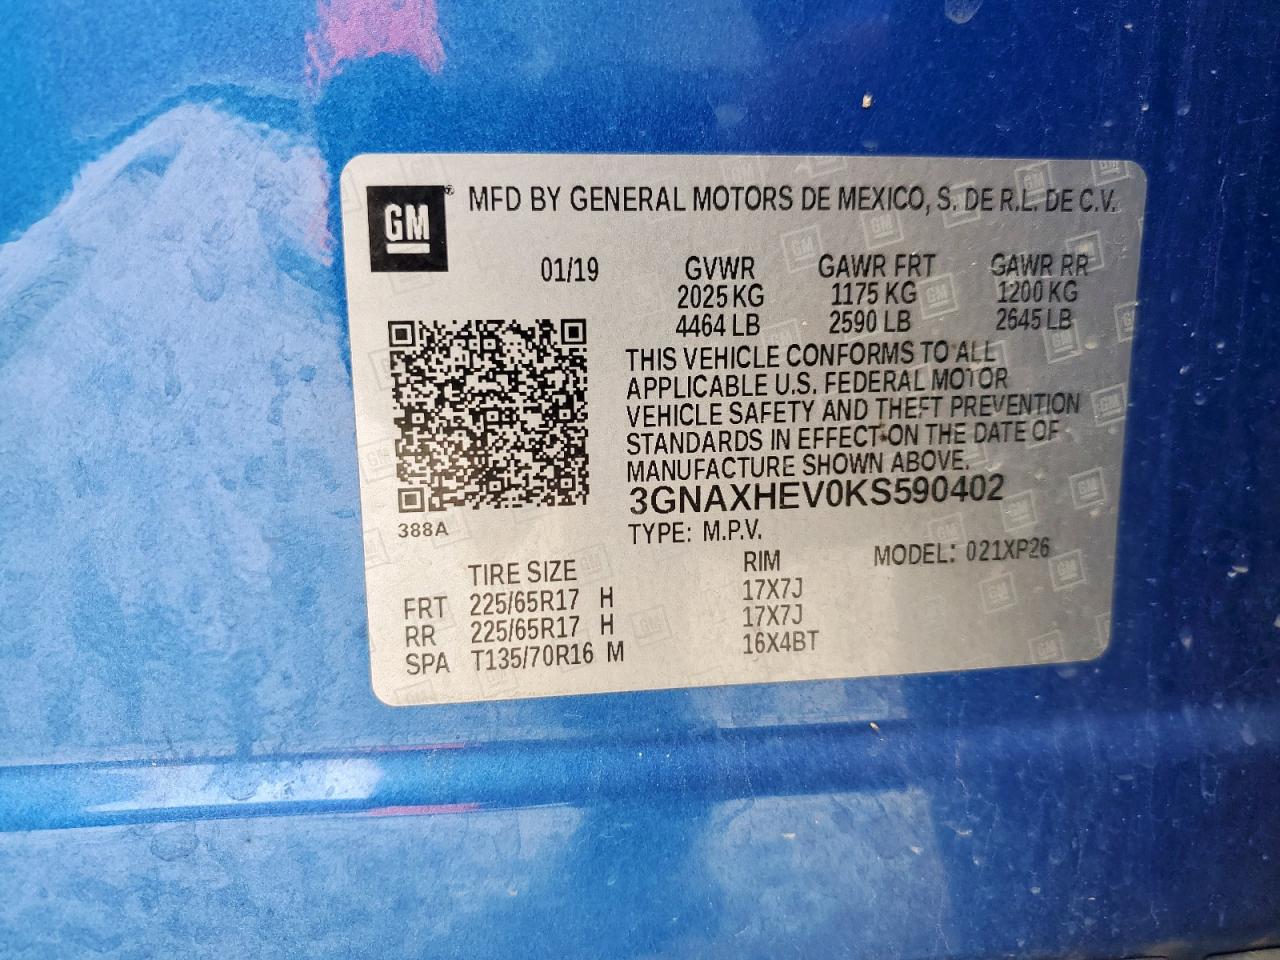 GM ® MFD BY GENERAL MOTORS DE MEXICO, S. DE R.L. DE C.V.
01/19 GVWR GAWR FRT GAWR RR
2025 KG 1175 KG 1200 KG
4464 LB 2590 LB 2645 LB
THIS VEHICLE CONFORMS TO ALL
APPLICABLE U.S. FEDERAL MOTOR
VEHICLE SAFETY AND THEFT PREVENTION
STANDARDS IN EFFECT ON THE DATE OF
MANUFACTURE SHOWN ABOVE.
3GNAXHEV0KS590402
388A
TYPE: M.P.V.
MODEL: 021XP26
TIRE SIZE RIM
FRT 225/65R17 H 17X7J
RR 225/65R17 H 17X7J
SPA T135/70R16 M 16X4BT